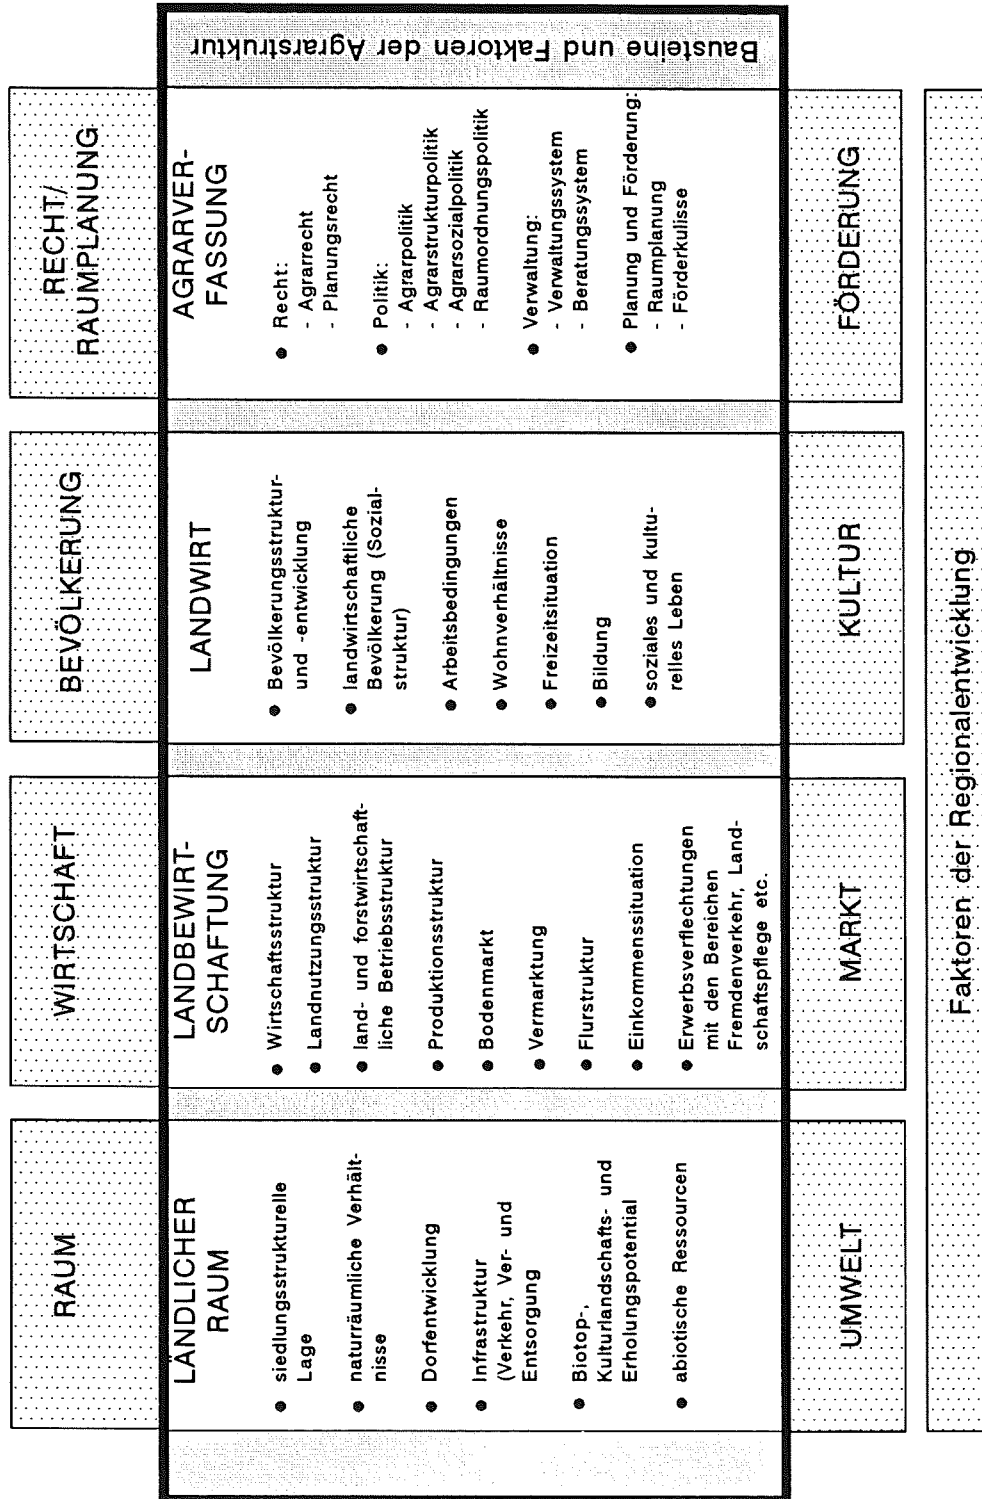 RAUM
WIRTSCHAFT
BEVÖLKERUNG
RECHT/
RAUMPLANUNG
LÄNDLICHER
RAUM
● siedlungsstrukturelle
Lage
● naturräumliche Verhält-
nisse
● Dorfentwicklung
● Infrastruktur
(Verkehr, Ver- und
Entsorgung
● Biotop-,
Kulturlandschafts- und
Erholungspotential
● abiotische Ressourcen
LANDBEWIRT-
SCHAFTUNG
● Wirtschaftsstruktur
● Landnutzungsstruktur
● land- und forstwirtschaft-
liche Betriebsstruktur
● Produktionsstruktur
● Bodenmarkt
● Vermarktung
● Flurstruktur
● Einkommenssituation
● Erwerbsverflechtungen
mit den Bereichen
Fremdenverkehr, Land-
schaftspflege etc.
LANDWIRT
● Bevölkerungsstruktur-
und -entwicklung
● landwirtschaftliche
Bevölkerung (Sozial-
struktur)
● Arbeitsbedingungen
● Wohnverhältnisse
● Freizeitsituation
● Bildung
● soziales und kultu-
relles Leben
AGRARVER-
FASSUNG
● Recht:
- Agrarrecht
- Planungsrecht
● Politik:
- Agrarpolitik
- Agrarstrukturpolitik
- Agrarsozialpolitik
- Raumordnungspolitik
● Verwaltung:
- Verwaltungssystem
- Beratungssystem
● Planung und Förderung:
- Raumplanung
- Förderkulisse
Bausteine und Faktoren der Agrarstruktur
UMWELT
MARKT
KULTUR
FÖRDERUNG
Faktoren der Regionalentwicklung